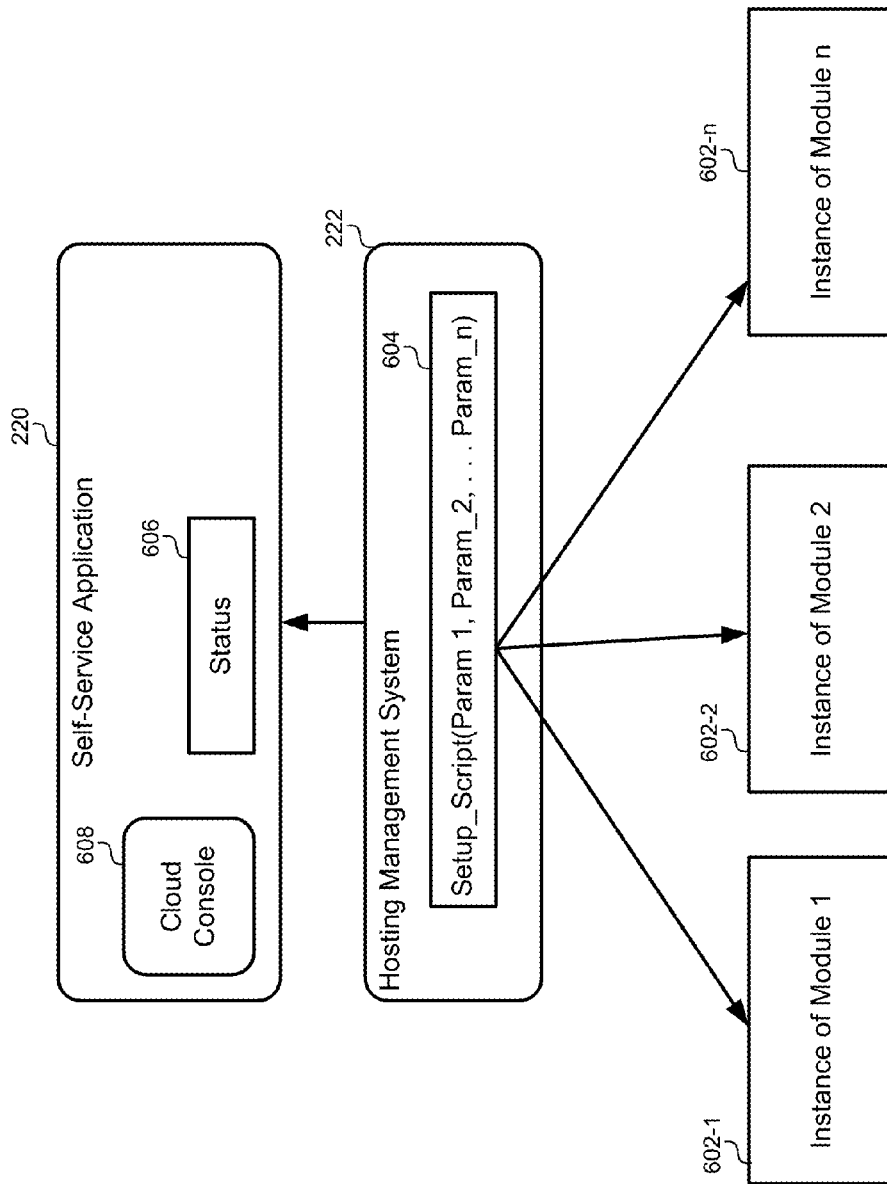 220
Self-Service Application
608
Cloud
Console
606
Status
222
Hosting Management System
604
Setup_Script(Param 1, Param_2, . . . Param_n)
602-1
Instance of Module 1
602-2
Instance of Module 2
602-n
Instance of Module n